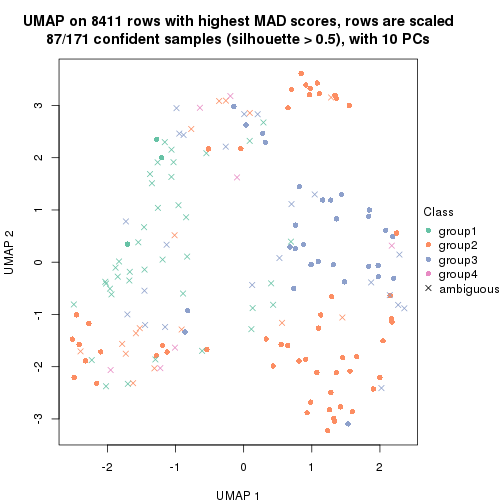 UMAP on 8411 rows with highest MAD scores, rows are scaled
87/171 confident samples (silhouette > 0.5), with 10 PCs
3
2
1
0
-1
-2
-3
UMAP 2
-2
-1
0
1
2
UMAP 1
Class
group1
group2
group3
group4
ambiguous